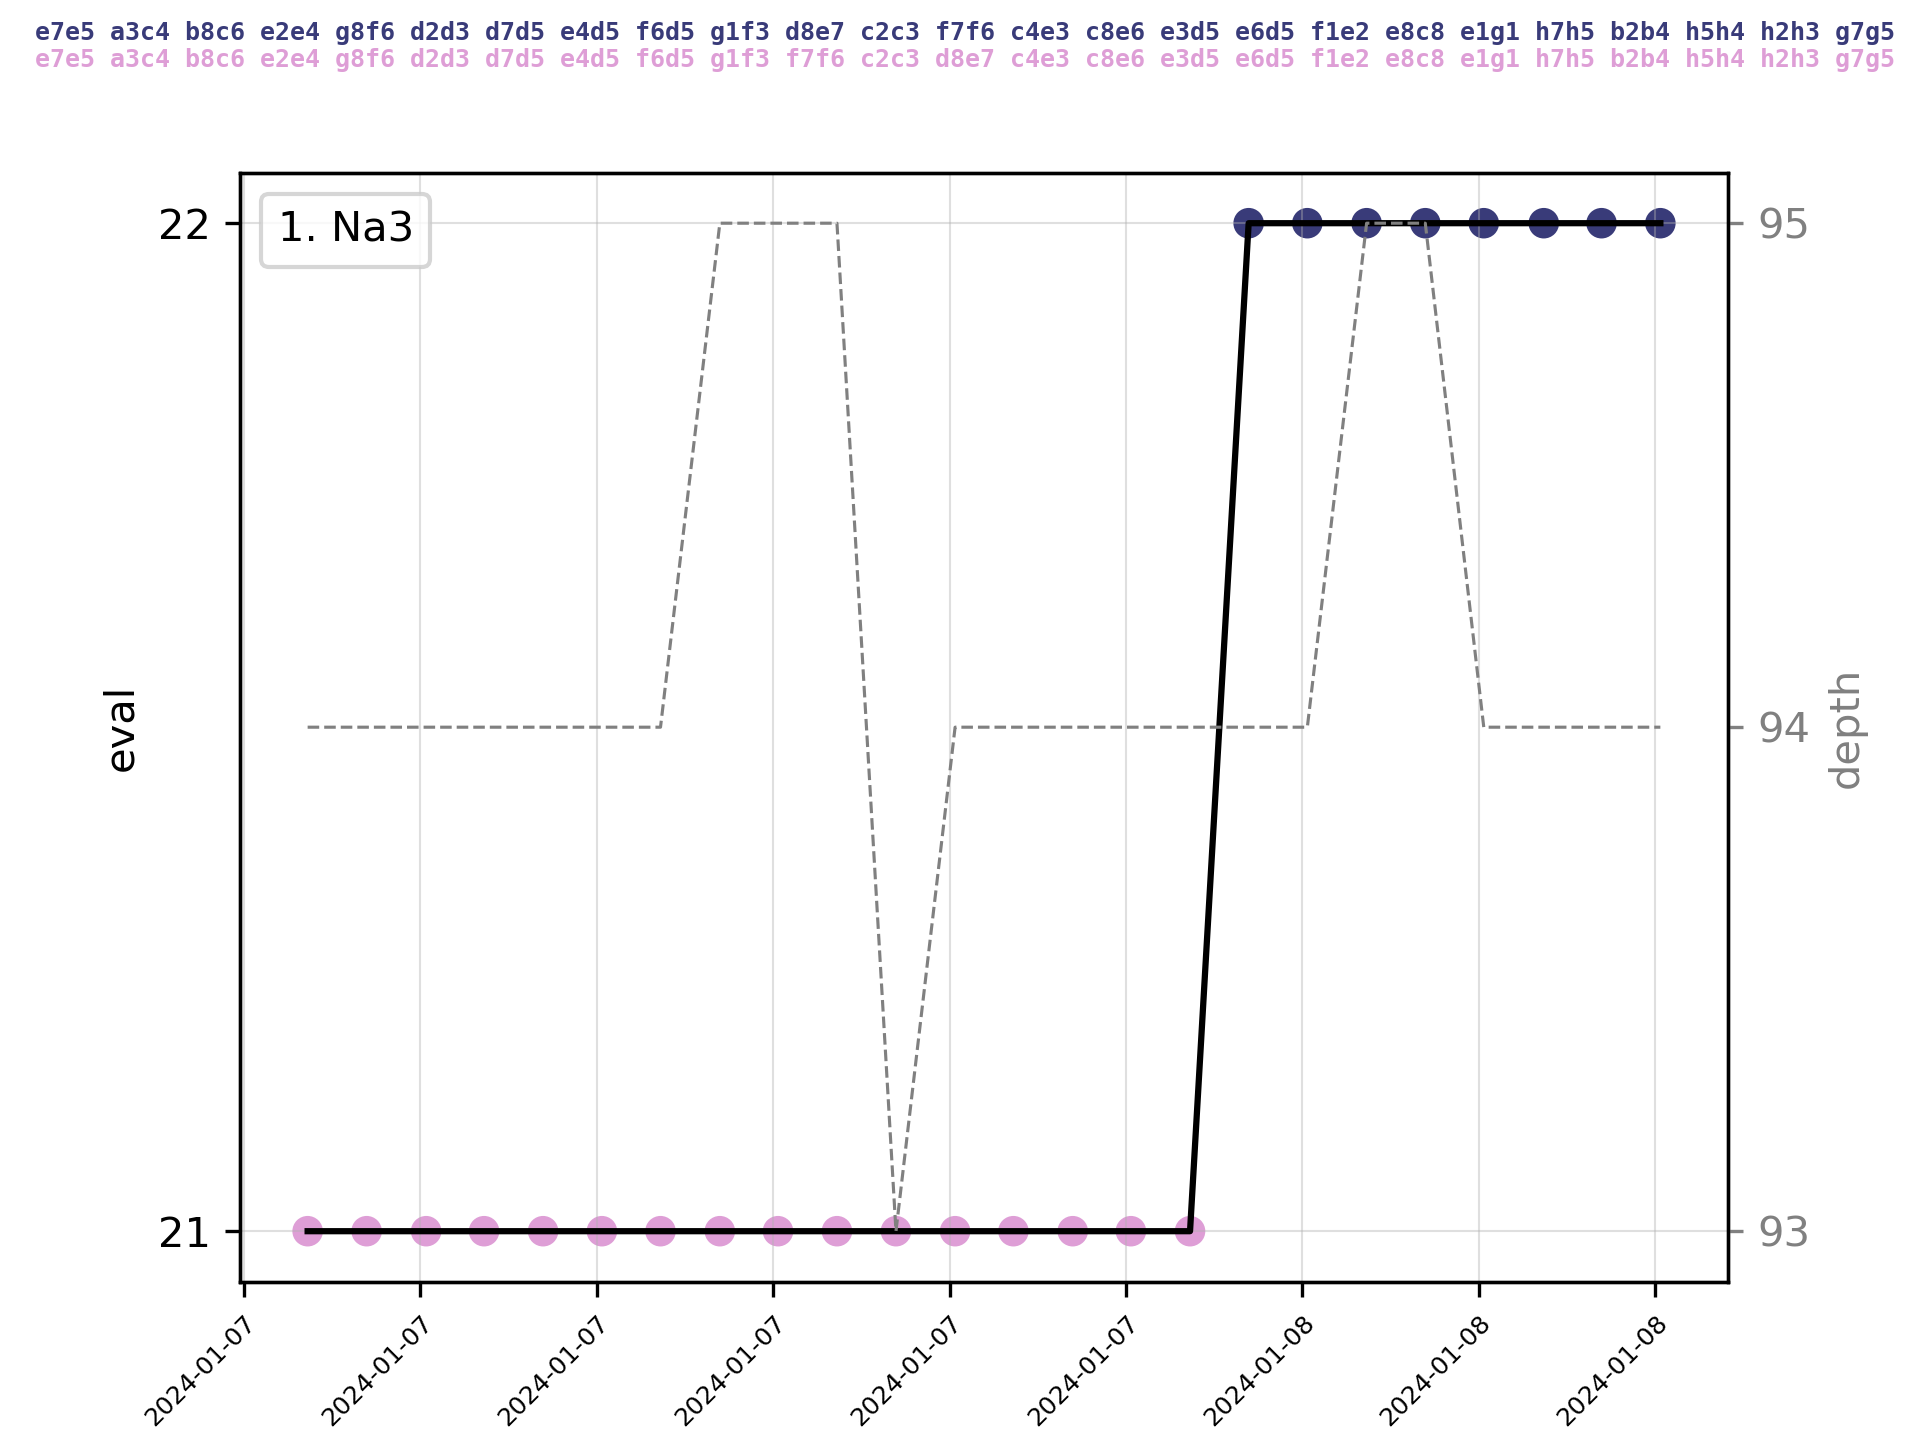 e7e5 a3c4 b8c6 e2e4 g8f6 d2d3 d7d5 e4d5 f6d5 g1f3 d8e7 c2c3 f7f6 c4e3 c8e6 e3d5 e6d5 f1e2 e8c8 e1g1 h7h5 b2b4 h5h4 h2h3 g7g5
e7e5 a3c4 b8c6 e2e4 g8f6 d2d3 d7d5 e4d5 f6d5 g1f3 f7f6 c2c3 d8e7 c4e3 c8e6 e3d5 e6d5 f1e2 e8c8 e1g1 h7h5 b2b4 h5h4 h2h3 g7g5
1. Na3
22
21
eval
95
94
93
depth
2024-01-07
2024-01-07
2024-01-07
2024-01-07
2024-01-07
2024-01-07
2024-01-08
2024-01-08
2024-01-08